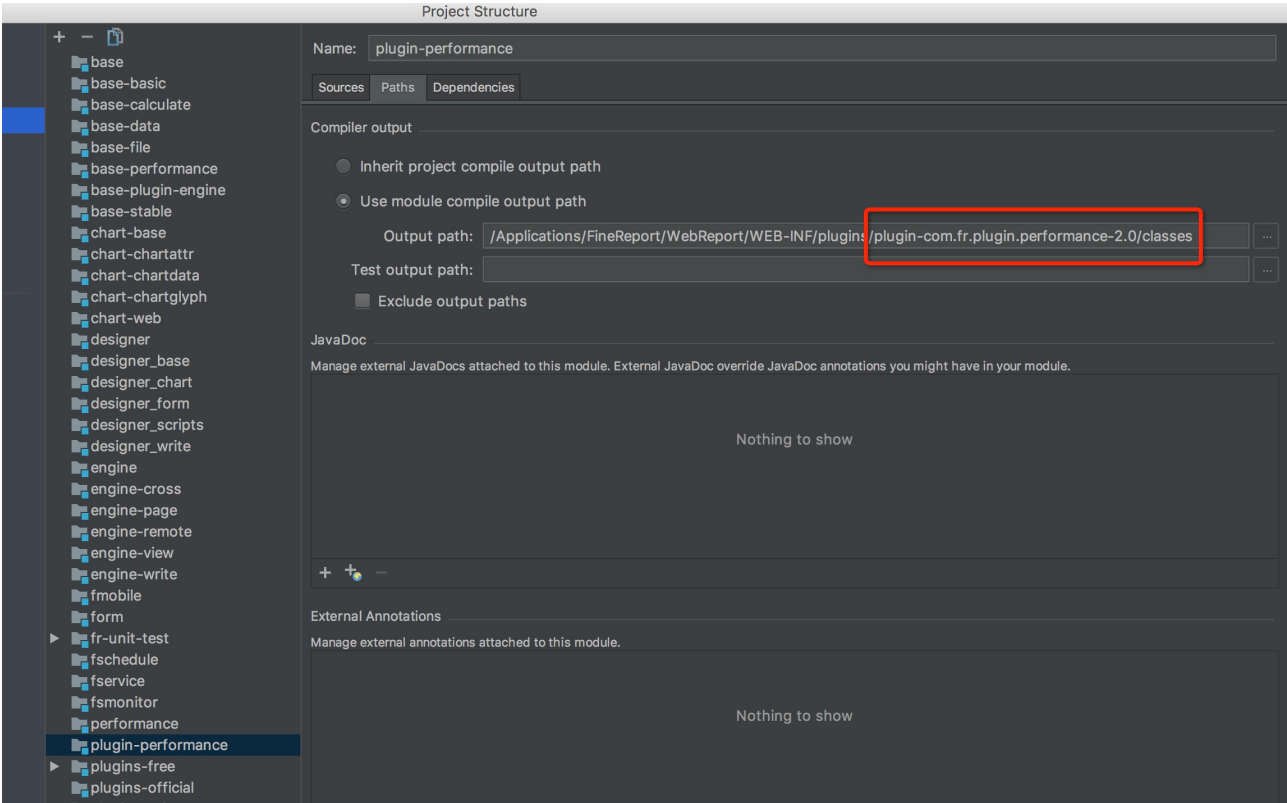 Project Structure
base
base-basic
base-calculate
base-data
base-file
base-performance
base-plugin-engine
base-stable
chart-base
chart-chartattr
chart-chartdata
chart-chartglyph
chart-web
designer
designer_base
designer_chart
designer_form
designer_scripts
designer_write
engine
engine-cross
engine-page
engine-remote
engine-view
engine-write
fmobile
form
fr-unit-test
fschedule
fservice
fsmonitor
performance
plugin-performance
plugins-free
plugins-official
Name: plugin-performance
Sources Paths Dependencies
Compiler output
Inherit project compile output path
Use module compile output path
Output path: /Applications/FineReport/WebReport/WEB-INF/plugins/plugin-com.fr.plugin.performance-2.0/classes ...
Test output path: ...
Exclude output paths
JavaDoc
Manage external JavaDocs attached to this module. External JavaDoc override JavaDoc annotations you might have in your module.
Nothing to show
External Annotations
Manage external annotations attached to this module.
Nothing to show